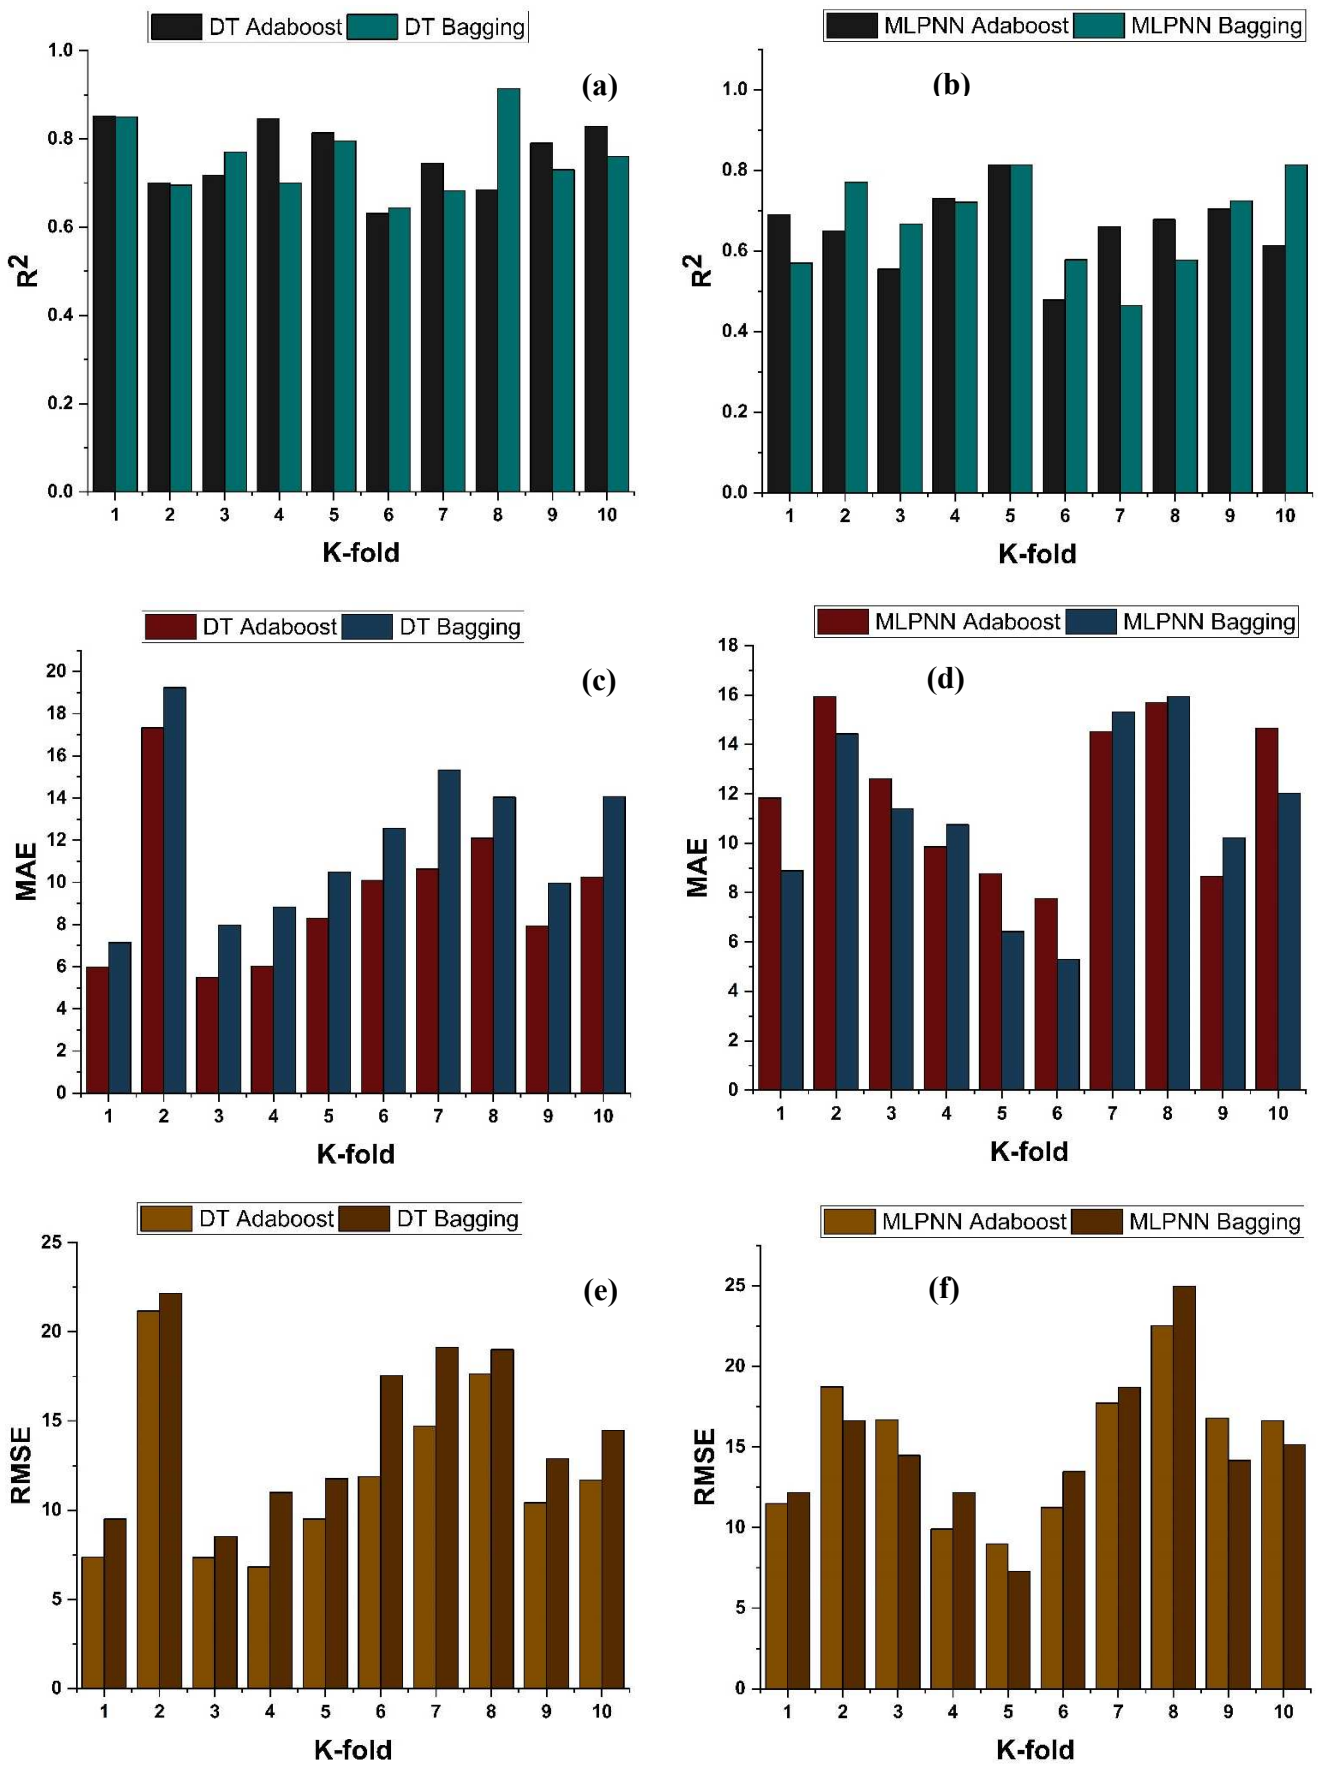 DT Adaboost DT Bagging
(a)
1.0
0.8
0.6
0.4
0.2
0.0
R2
1 2 3 4 5 6 7 8 9 10
K-fold
MLPNN Adaboost MLPNN Bagging
(b)
1.0
0.8
0.6
0.4
0.2
0.0
R2
1 2 3 4 5 6 7 8 9 10
K-fold
DT Adaboost DT Bagging
(c)
20
18
16
14
12
10
8
6
4
2
0
MAE
1 2 3 4 5 6 7 8 9 10
K-fold
MLPNN Adaboost MLPNN Bagging
(d)
18
16
14
12
10
8
6
4
2
0
MAE
1 2 3 4 5 6 7 8 9 10
K-fold
DT Adaboost DT Bagging
(e)
25
20
15
10
5
0
RMSE
1 2 3 4 5 6 7 8 9 10
K-fold
MLPNN Adaboost MLPNN Bagging
(f)
25
20
15
10
5
0
RMSE
1 2 3 4 5 6 7 8 9 10
K-fold